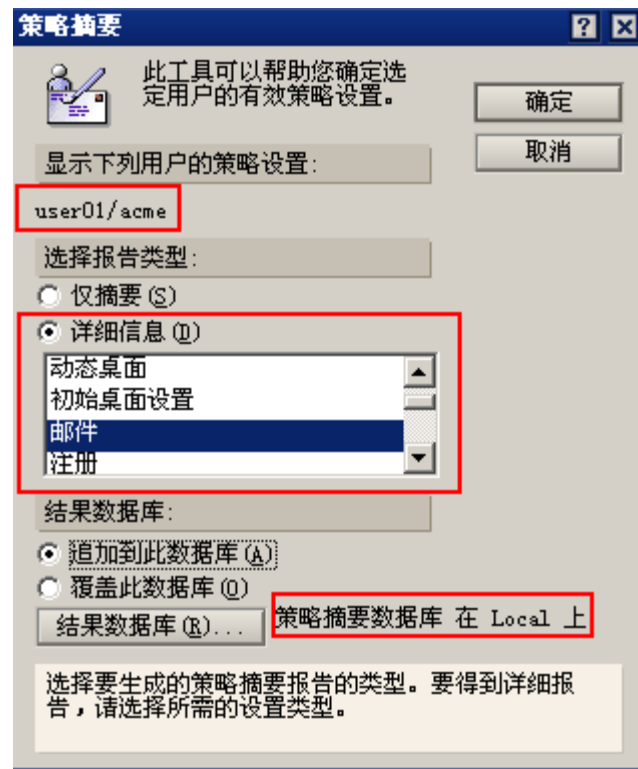 策略摘要
此工具可以帮助您确定选
定用户的有效策略设置。
确定
取消
显示下列用户的策略设置:
user01/acme
选择报告类型:
仅摘要(S)
详细信息(D)
动态桌面
初始桌面设置
邮件
注册
结果数据库:
追加到此数据库(A)
覆盖此数据库(O)
结果数据库(R)...
策略摘要数据库 在 Local 上
选择要生成的策略摘要报告的类型。要得到详细报
告,请选择所需的设置类型。